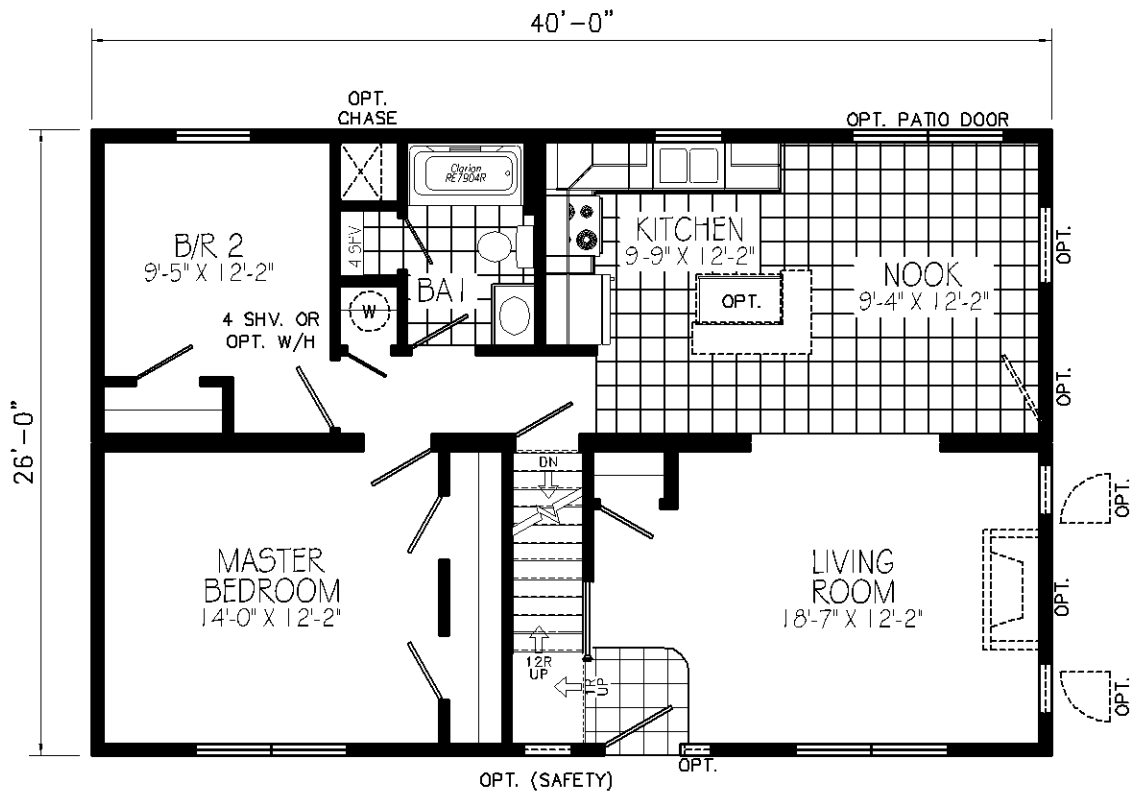 40'-0"
OPT.
CHASE
OPT. PATIO DOOR
Clarion
RE7904R
B/R 2
9'-5" X 12'-2"
4 SHV
KITCHEN
9'-9" X 12'-2"
OPT.
NOOK
9'-4" X 12'-2"
OPT.
BA1
W
OPT.
4 SHV. OR
OPT. W/H
OPT.
26'-0"
DN
OPT.
MASTER
BEDROOM
14'-0" X 12'-2"
LIVING
ROOM
18'-7" X 12'-2"
OPT.
12R
UP
1R
UP
OPT.
OPT.
OPT. (SAFETY)